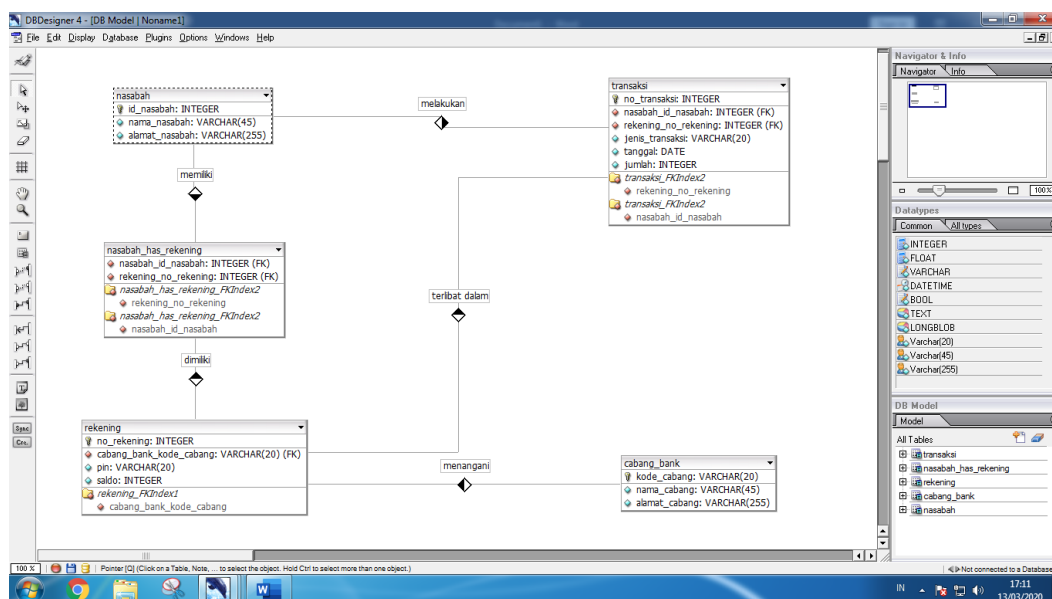 DBDesigner 4 - [DB Model | Noname1]
File Edit Display Database Plugins Options Windows Help
nasabah
id_nasabah: INTEGER
nama_nasabah: VARCHAR(45)
alamat_nasabah: VARCHAR(255)
melakukan
transaksi
no_transaksi: INTEGER
nasabah_id_nasabah: INTEGER (FK)
rekening_no_rekening: INTEGER (FK)
jenis_transaksi: VARCHAR(20)
tanggal: DATE
jumlah: INTEGER
transaksi_FKIndex2
rekening_no_rekening
transaksi_FKIndex2
nasabah_id_nasabah
memiliki
nasabah_has_rekening
nasabah_id_nasabah: INTEGER (FK)
rekening_no_rekening: INTEGER (FK)
nasabah_has_rekening_FKIndex2
rekening_no_rekening
nasabah_has_rekening_FKIndex2
nasabah_id_nasabah
terlibat dalam
dimiliki
rekening
no_rekening: INTEGER
cabang_bank_kode_cabang: VARCHAR(20) (FK)
pin: VARCHAR(20)
saldo: INTEGER
rekening_FKIndex1
cabang_bank_kode_cabang
menangani
cabang_bank
kode_cabang: VARCHAR(20)
nama_cabang: VARCHAR(45)
alamat_cabang: VARCHAR(255)
Navigator & Info
Navigator Info
100%
Datatypes
Common All types
INTEGER
FLOAT
VARCHAR
DATETIME
BOOL
TEXT
LONGBLOB
Varchar(20)
Varchar(45)
Varchar(255)
DB Model
Model
All Tables
transaksi
nasabah_has_rekening
rekening
cabang_bank
nasabah
Sync
100 % Pointer [Q] (Click on a Table, Note, ... to select the object. Hold Ctrl to select more than one object.) Not connected to a Database
IN 17:11
13/03/2020